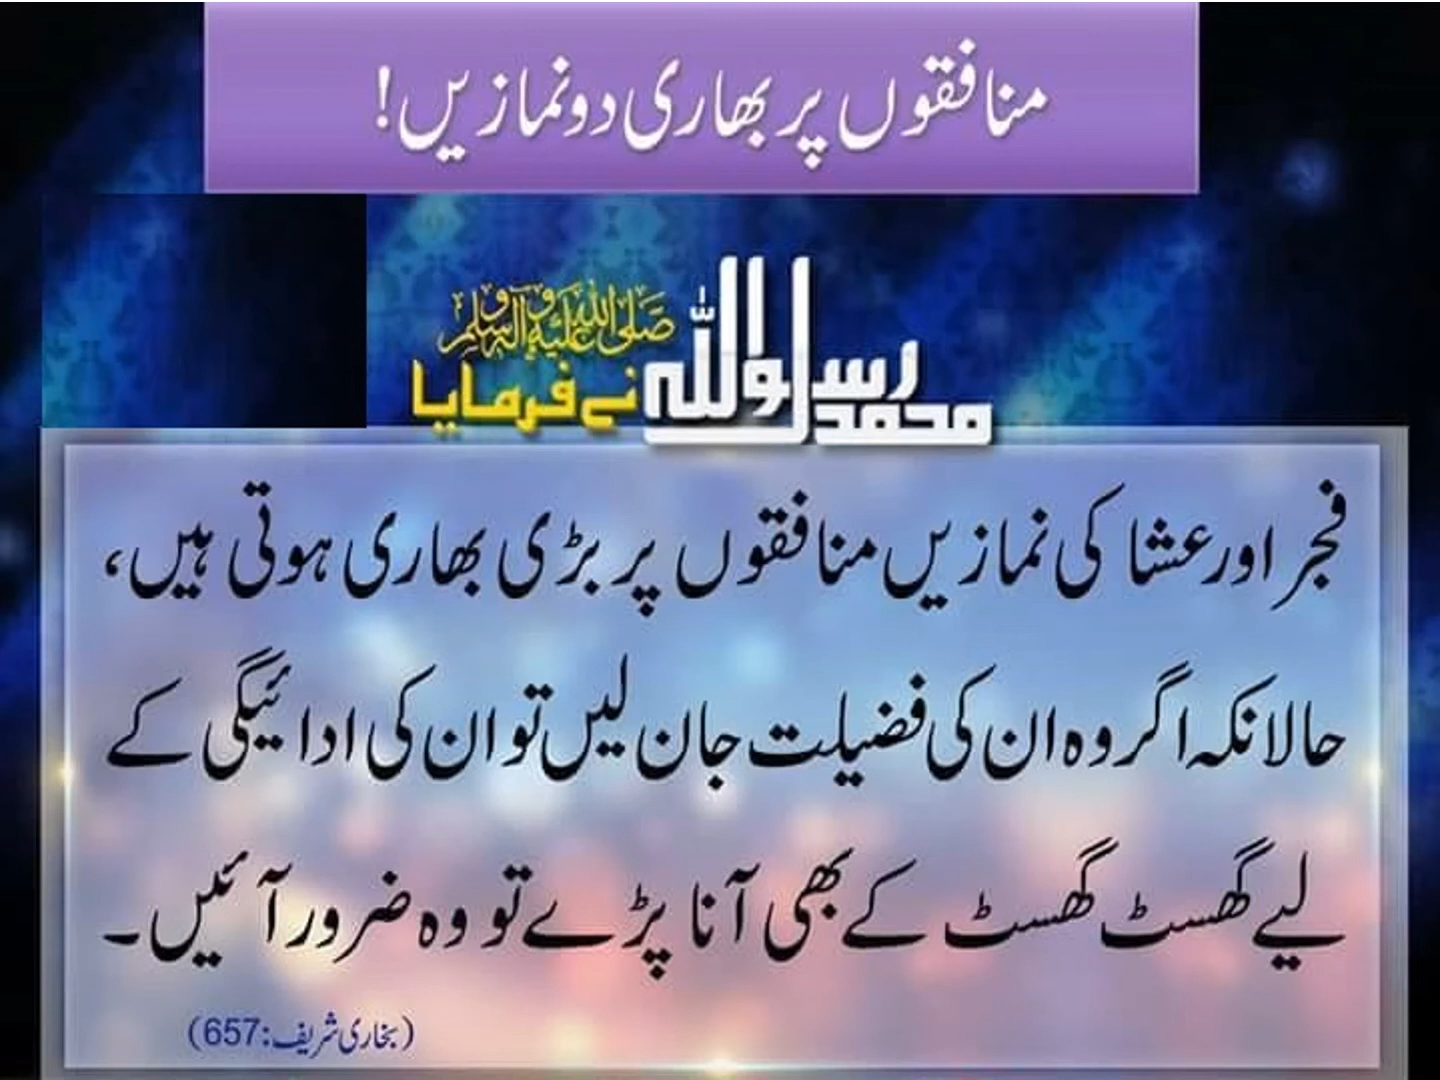 منافقوں پر بھاری دو نمازیں!
محمد رسول اللہ صلی اللہ علیہ وآلہ وسلم
نے فرمایا
فجر اور عشا کی نمازیں منافقوں پر بڑی بھاری ہوتی ہیں،
حالانکہ اگر وہ ان کی فضیلت جان لیں تو ان کی ادائیگی کے
لیے گھسٹ گھسٹ کے بھی آنا پڑے تو وہ ضرور آئیں۔
(بخاری شریف:657)